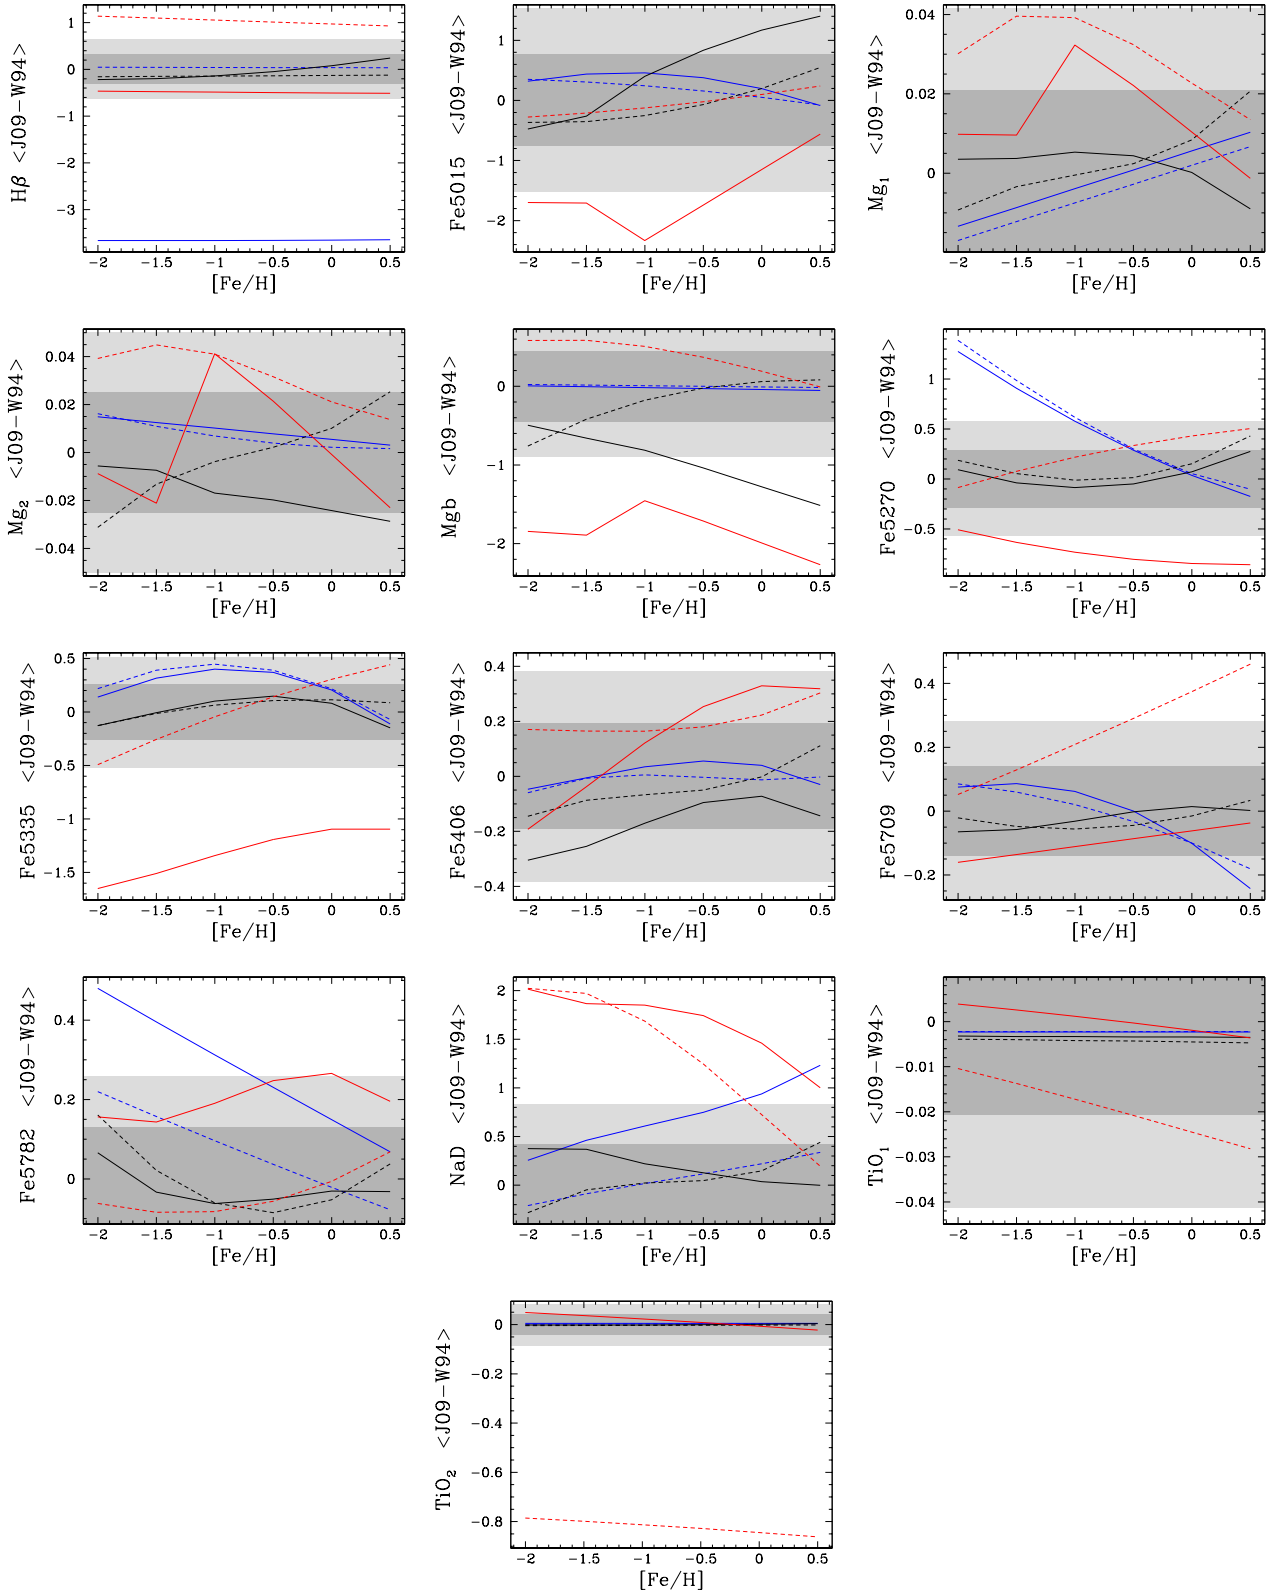 Hβ <J09-W94>
1
0
-1
-2
-3
-2 -1.5 -1 -0.5 0 0.5
[Fe/H]
Fe5015 <J09-W94>
1
0
-1
-2
-2 -1.5 -1 -0.5 0 0.5
[Fe/H]
Mg₁ <J09-W94>
0.04
0.02
0
-2 -1.5 -1 -0.5 0 0.5
[Fe/H]
Mg₂ <J09-W94>
0.04
0.02
0
-0.02
-0.04
-2 -1.5 -1 -0.5 0 0.5
[Fe/H]
Mgb <J09-W94>
0
-1
-2
-2 -1.5 -1 -0.5 0 0.5
[Fe/H]
Fe5270 <J09-W94>
1
0.5
0
-0.5
-2 -1.5 -1 -0.5 0 0.5
[Fe/H]
Fe5335 <J09-W94>
0.5
0
-0.5
-1
-1.5
-2 -1.5 -1 -0.5 0 0.5
[Fe/H]
Fe5406 <J09-W94>
0.4
0.2
0
-0.2
-0.4
-2 -1.5 -1 -0.5 0 0.5
[Fe/H]
Fe5709 <J09-W94>
0.4
0.2
0
-0.2
-2 -1.5 -1 -0.5 0 0.5
[Fe/H]
Fe5782 <J09-W94>
0.4
0.2
0
-2 -1.5 -1 -0.5 0 0.5
[Fe/H]
NaD <J09-W94>
2
1.5
1
0.5
0
-2 -1.5 -1 -0.5 0 0.5
[Fe/H]
TiO₁ <J09-W94>
0
-0.01
-0.02
-0.03
-0.04
-2 -1.5 -1 -0.5 0 0.5
[Fe/H]
TiO₂ <J09-W94>
0
-0.2
-0.4
-0.6
-0.8
-2 -1.5 -1 -0.5 0 0.5
[Fe/H]